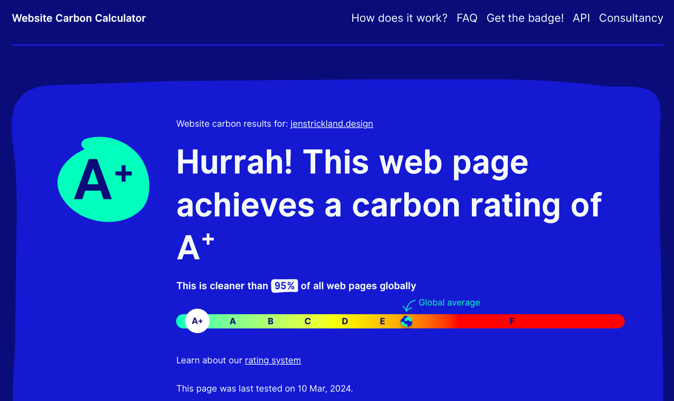 Website Carbon Calculator
How does it work? FAQ Get the badge! API Consultancy
Website carbon results for: jenstrickland.design
A+
Hurrah! This web page
achieves a carbon rating of
A+
This is cleaner than 95% of all web pages globally
Global average
A+ A B C D E F
Learn about our rating system
This page was last tested on 10 Mar, 2024.